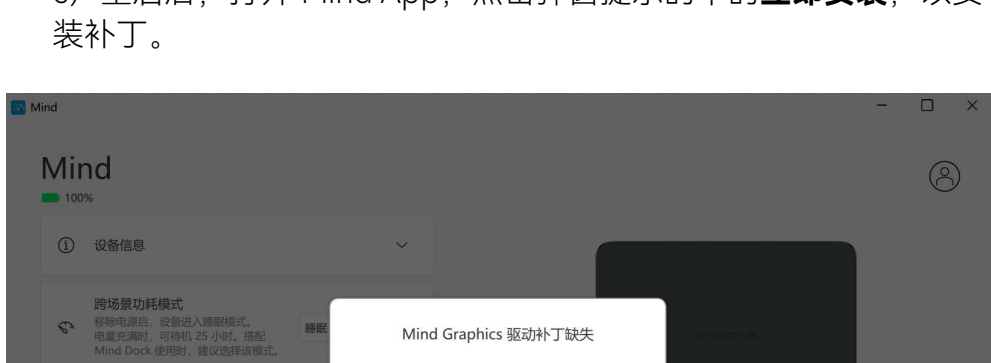 装补丁。
Mind
Mind
100%
设备信息
跨场景功耗模式
移除电源后，设备进入睡眠模式。
电量充满时，可待机 25 小时。搭配
Mind Dock 使用时，建议选择该模式。
睡眠
Mind Graphics 驱动补丁缺失